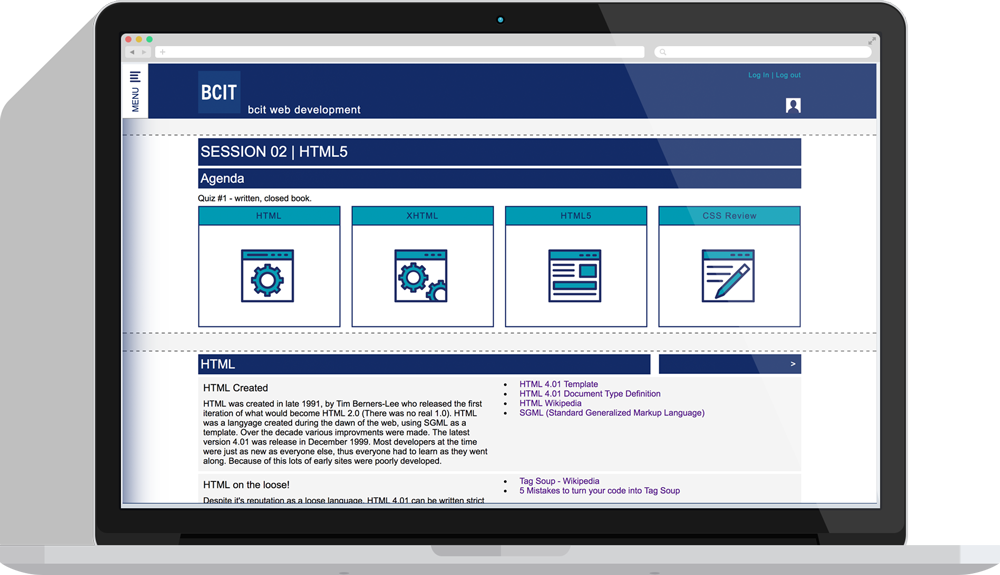 MENU
BCIT
bcit web development
Log In | Log out
SESSION 02 | HTML5
Agenda
Quiz #1 - written, closed book.
HTML
XHTML
HTML5
CSS Review
HTML
>
HTML Created
HTML was created in late 1991, by Tim Berners-Lee who released the first
iteration of what would become HTML 2.0 (There was no real 1.0). HTML
was a langyage created during the dawn of the web, using SGML as a
template. Over the decade various improvments were made. The latest
version 4.01 was release in December 1999. Most developers at the time
were just as new as everyone else, thus everyone had to learn as they went
along. Because of this lots of early sites were poorly developed.
HTML 4.01 Template
HTML 4.01 Document Type Definition
HTML Wikipedia
SGML (Standard Generalized Markup Language)
HTML on the loose!
Despite it's reputation as a loose language, HTML 4.01 can be written strict
Tag Soup - Wikipedia
5 Mistakes to turn your code into Tag Soup